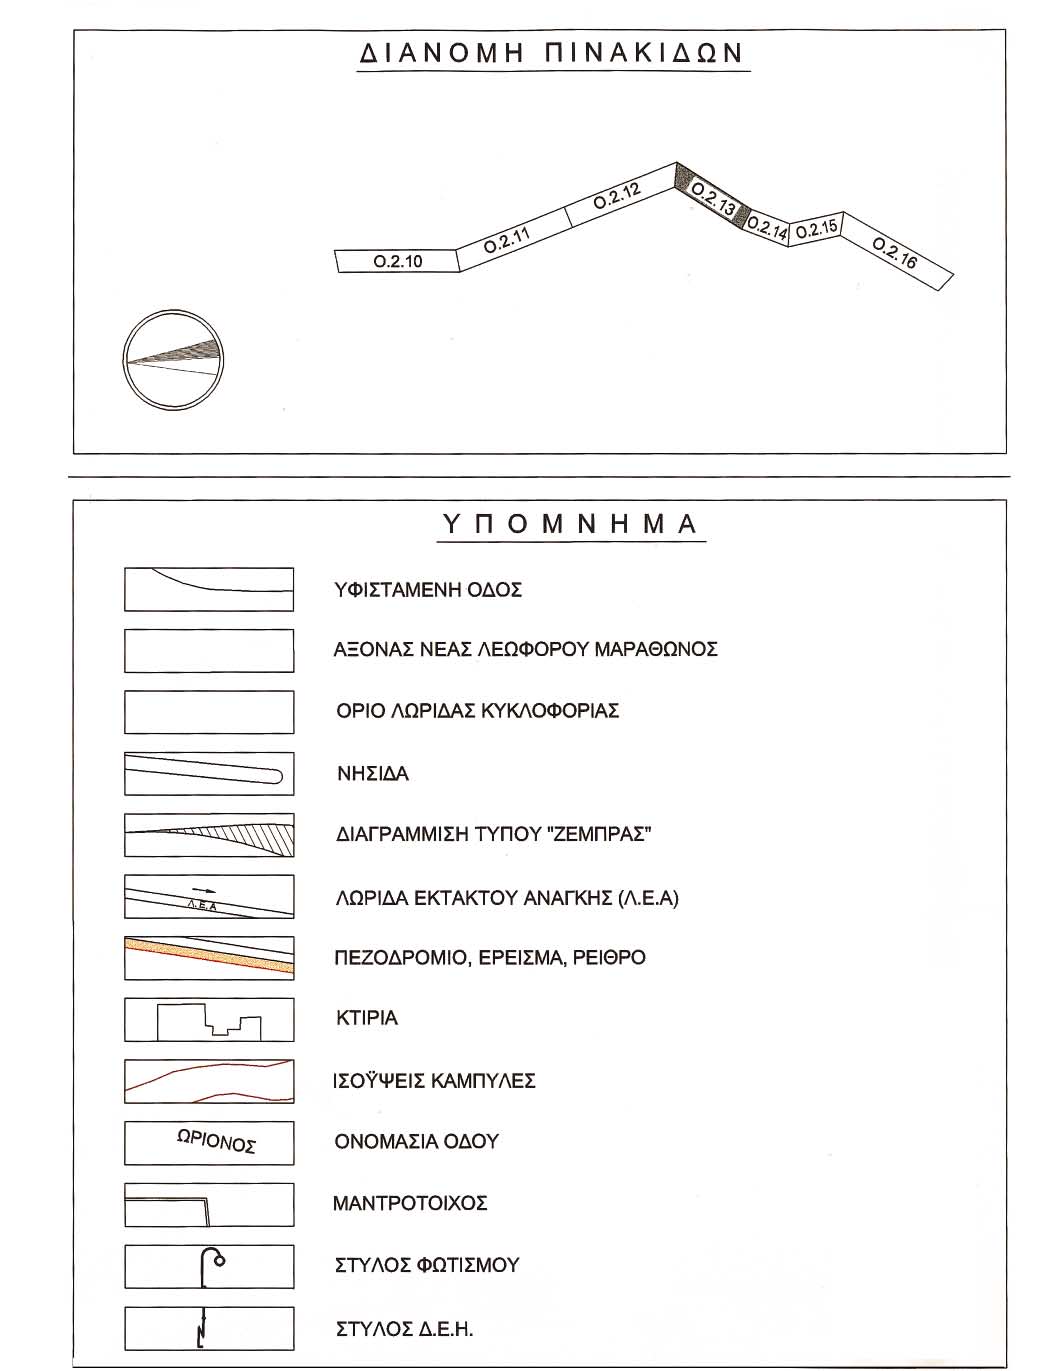 ΔΙΑΝΟΜΗ ΠΙΝΑΚΙΔΩΝ
Ο.2.10
Ο.2.11
Ο.2.12
Ο.2.13
Ο.2.14
Ο.2.15
Ο.2.16
ΥΠΟΜΝΗΜΑ
ΥΦΙΣΤΑΜΕΝΗ ΟΔΟΣ
ΑΞΟΝΑΣ ΝΕΑΣ ΛΕΩΦΟΡΟΥ ΜΑΡΑΘΩΝΟΣ
ΟΡΙΟ ΛΩΡΙΔΑΣ ΚΥΚΛΟΦΟΡΙΑΣ
ΝΗΣΙΔΑ
ΔΙΑΓΡΑΜΜΙΣΗ ΤΥΠΟΥ "ΖΕΜΠΡΑΣ"
Λ.Ε.Α
ΛΩΡΙΔΑ ΕΚΤΑΚΤΟΥ ΑΝΑΓΚΗΣ (Λ.Ε.Α)
ΠΕΖΟΔΡΟΜΙΟ, ΕΡΕΙΣΜΑ, ΡΕΙΘΡΟ
ΚΤΙΡΙΑ
ΙΣΟΫΨΕΙΣ ΚΑΜΠΥΛΕΣ
ΩΡΙΟΝΟΣ
ΟΝΟΜΑΣΙΑ ΟΔΟΥ
ΜΑΝΤΡΟΤΟΙΧΟΣ
ΣΤΥΛΟΣ ΦΩΤΙΣΜΟΥ
ΣΤΥΛΟΣ Δ.Ε.Η.